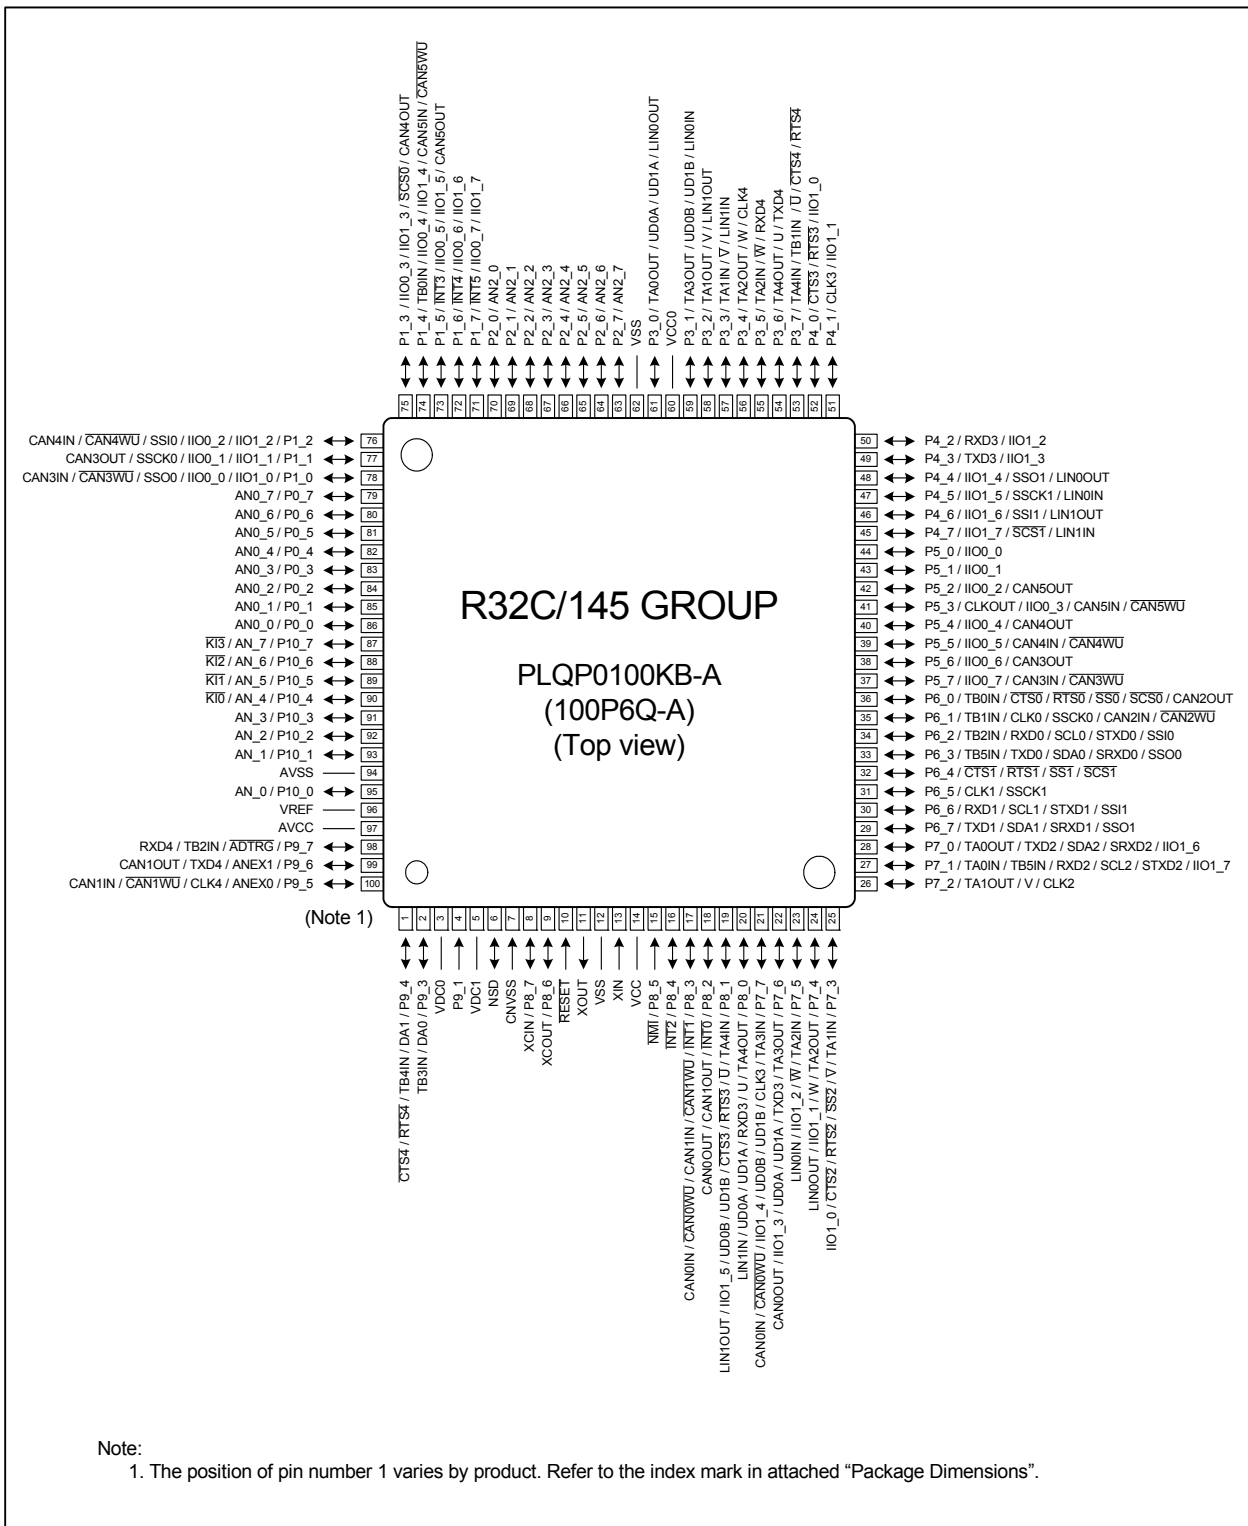 P1_3 / IIO0_3 / IIO1_3 / SCS0 / CAN4OUT
P1_4 / TB0IN / IIO0_4 / IIO1_4 / CAN5IN / CAN5WU
P1_5 / INT3 / IIO0_5 / IIO1_5 / CAN5OUT
P1_6 / INT4 / IIO0_6 / IIO1_6
P1_7 / INT5 / IIO0_7 / IIO1_7
P2_0 / AN2_0
P2_1 / AN2_1
P2_2 / AN2_2
P2_3 / AN2_3
P2_4 / AN2_4
P2_5 / AN2_5
P2_6 / AN2_6
P2_7 / AN2_7
VSS
P3_0 / TA0OUT / UD0A / UD1A / LIN0OUT
VCC0
P3_1 / TA3OUT / UD0B / UD1B / LIN0IN
P3_2 / TA1OUT / V / LIN1OUT
P3_3 / TA1IN / V / LIN1IN
P3_4 / TA2OUT / W / CLK4
P3_5 / TA2IN / W / RXD4
P3_6 / TA4OUT / U / TXD4
P3_7 / TA4IN / TB1IN / U / CTS4 / RTS4
P4_0 / CTS3 / RTS3 / IIO1_0
P4_1 / CLK3 / IIO1_1
75 74 73 72 71 70 69 68 67 66 65 64 63 62 61 60 59 58 57 56 55 54 53 52 51
CAN4IN / CAN4WU / SSI0 / IIO0_2 / IIO1_2 / P1_2 76
CAN3OUT / SSCK0 / IIO0_1 / IIO1_1 / P1_1 77
CAN3IN / CAN3WU / SSO0 / IIO0_0 / IIO1_0 / P1_0 78
AN0_7 / P0_7 79
AN0_6 / P0_6 80
AN0_5 / P0_5 81
AN0_4 / P0_4 82
AN0_3 / P0_3 83
AN0_2 / P0_2 84
AN0_1 / P0_1 85
AN0_0 / P0_0 86
KI3 / AN_7 / P10_7 87
KI2 / AN_6 / P10_6 88
KI1 / AN_5 / P10_5 89
KI0 / AN_4 / P10_4 90
AN_3 / P10_3 91
AN_2 / P10_2 92
AN_1 / P10_1 93
AVSS 94
AN_0 / P10_0 95
VREF 96
AVCC 97
RXD4 / TB2IN / ADTRG / P9_7 98
CAN1OUT / TXD4 / ANEX1 / P9_6 99
CAN1IN / CAN1WU / CLK4 / ANEX0 / P9_5 100
R32C/145 GROUP
PLQP0100KB-A
(100P6Q-A)
(Top view)
50 P4_2 / RXD3 / IIO1_2
49 P4_3 / TXD3 / IIO1_3
48 P4_4 / IIO1_4 / SSO1 / LIN0OUT
47 P4_5 / IIO1_5 / SSCK1 / LIN0IN
46 P4_6 / IIO1_6 / SSI1 / LIN1OUT
45 P4_7 / IIO1_7 / SCS1 / LIN1IN
44 P5_0 / IIO0_0
43 P5_1 / IIO0_1
42 P5_2 / IIO0_2 / CAN5OUT
41 P5_3 / CLKOUT / IIO0_3 / CAN5IN / CAN5WU
40 P5_4 / IIO0_4 / CAN4OUT
39 P5_5 / IIO0_5 / CAN4IN / CAN4WU
38 P5_6 / IIO0_6 / CAN3OUT
37 P5_7 / IIO0_7 / CAN3IN / CAN3WU
36 P6_0 / TB0IN / CTS0 / RTS0 / SS0 / SCS0 / CAN2OUT
35 P6_1 / TB1IN / CLK0 / SSCK0 / CAN2IN / CAN2WU
34 P6_2 / TB2IN / RXD0 / SCL0 / STXD0 / SSI0
33 P6_3 / TB5IN / TXD0 / SDA0 / SRXD0 / SSO0
32 P6_4 / CTS1 / RTS1 / SS1 / SCS1
31 P6_5 / CLK1 / SSCK1
30 P6_6 / RXD1 / SCL1 / STXD1 / SSI1
29 P6_7 / TXD1 / SDA1 / SRXD1 / SSO1
28 P7_0 / TA0OUT / TXD2 / SDA2 / SRXD2 / IIO1_6
27 P7_1 / TA0IN / TB5IN / RXD2 / SCL2 / STXD2 / IIO1_7
26 P7_2 / TA1OUT / V / CLK2
(Note 1)
1 2 3 4 5 6 7 8 9 10 11 12 13 14 15 16 17 18 19 20 21 22 23 24 25
CTS4 / RTS4 / TB4IN / DA1 / P9_4
TB3IN / DA0 / P9_3
VDC0
P9_1
VDC1
NSD
CNVSS
XCIN / P8_7
XCOUT / P8_6
RESET
XOUT
VSS
XIN
VCC
NMI / P8_5
INT2 / P8_4
CAN0IN / CAN0WU / CAN1IN / CAN1WU / INT1 / P8_3
CAN0OUT / CAN1OUT / INT0 / P8_2
LIN1OUT / IIO1_5 / UD0B / UD1B / CTS3 / RTS3 / U / TA4IN / P8_1
LIN1IN / UD0A / UD1A / RXD3 / U / TA4OUT / P8_0
CAN0IN / CAN0WU / IIO1_4 / UD0B / UD1B / CLK3 / TA3IN / P7_7
CAN0OUT / IIO1_3 / UD0A / UD1A / TXD3 / TA3OUT / P7_6
LIN0IN / IIO1_2 / W / TA2IN / P7_5
LIN0OUT / IIO1_1 / W / TA2OUT / P7_4
IIO1_0 / CTS2 / RTS2 / SS2 / V / TA1IN / P7_3
Note:
1. The position of pin number 1 varies by product. Refer to the index mark in attached “Package Dimensions”.